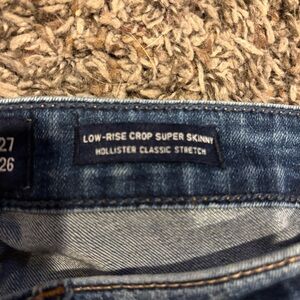 27
26
LOW-RISE CROP SUPER SKINNY
HOLLISTER CLASSIC STRETCH